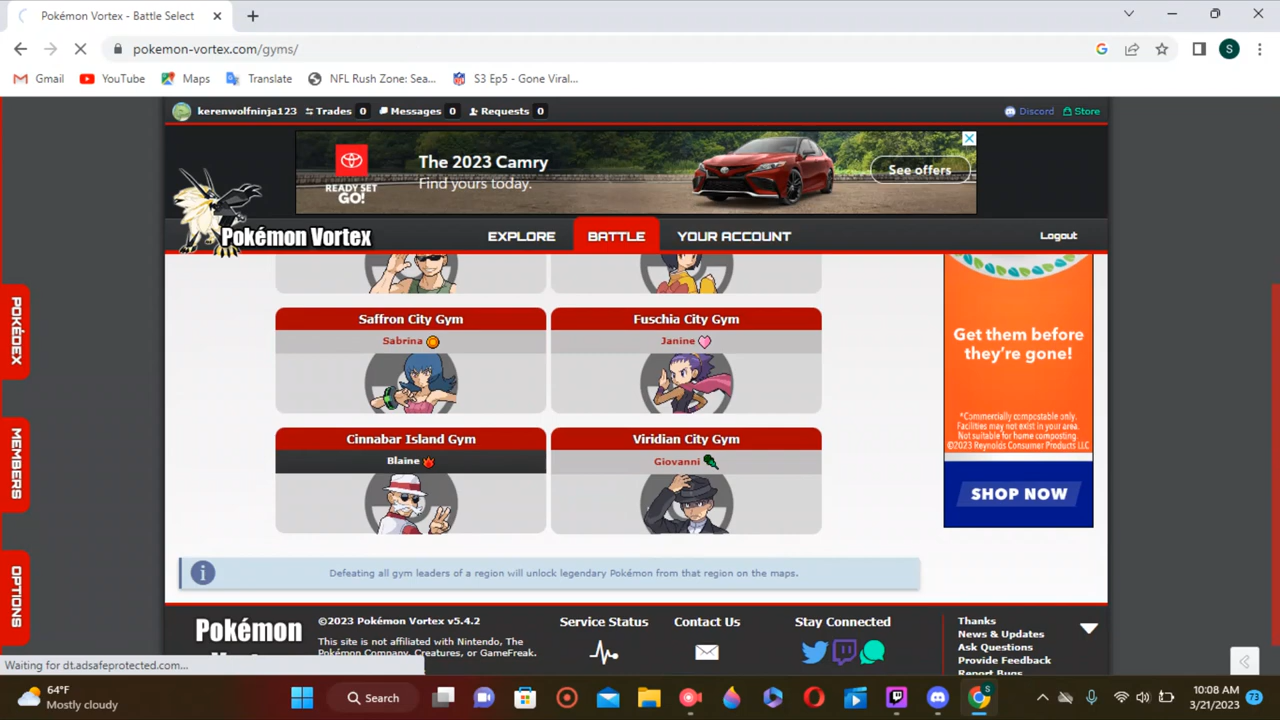 Pokémon Vortex - Battle Select
pokemon-vortex.com/gyms/
S
Gmail YouTube Maps Translate NFL Rush Zone: Sea... S3 Ep5 - Gone Viral...
kerenwolfninja123 Trades 0 Messages 0 Requests 0 Discord Store
READY SET GO!
The 2023 Camry
Find yours today.
See offers
Pokémon Vortex
EXPLORE BATTLE YOUR ACCOUNT Logout
POKÉDEX
MEMBERS
OPTIONS
Saffron City Gym
Sabrina
Fuschia City Gym
Janine
Cinnabar Island Gym
Blaine
Viridian City Gym
Giovanni
Get them before
they're gone!
*Commercially compostable only.
Facilities may not exist in your area.
Not suitable for home composting.
©2023 Reynolds Consumer Products LLC
SHOP NOW
Defeating all gym leaders of a region will unlock legendary Pokémon from that region on the maps.
Pokémon
©2023 Pokémon Vortex v5.4.2
This site is not affiliated with Nintendo, The
Pokémon Company, Creatures, or GameFreak.
Service Status
Contact Us
Stay Connected
Thanks
News & Updates
Ask Questions
Provide Feedback
Report Bugs
Waiting for dt.adsafeprotected.com...
64°F
Mostly cloudy
Search
S
10:08 AM
3/21/2023
73